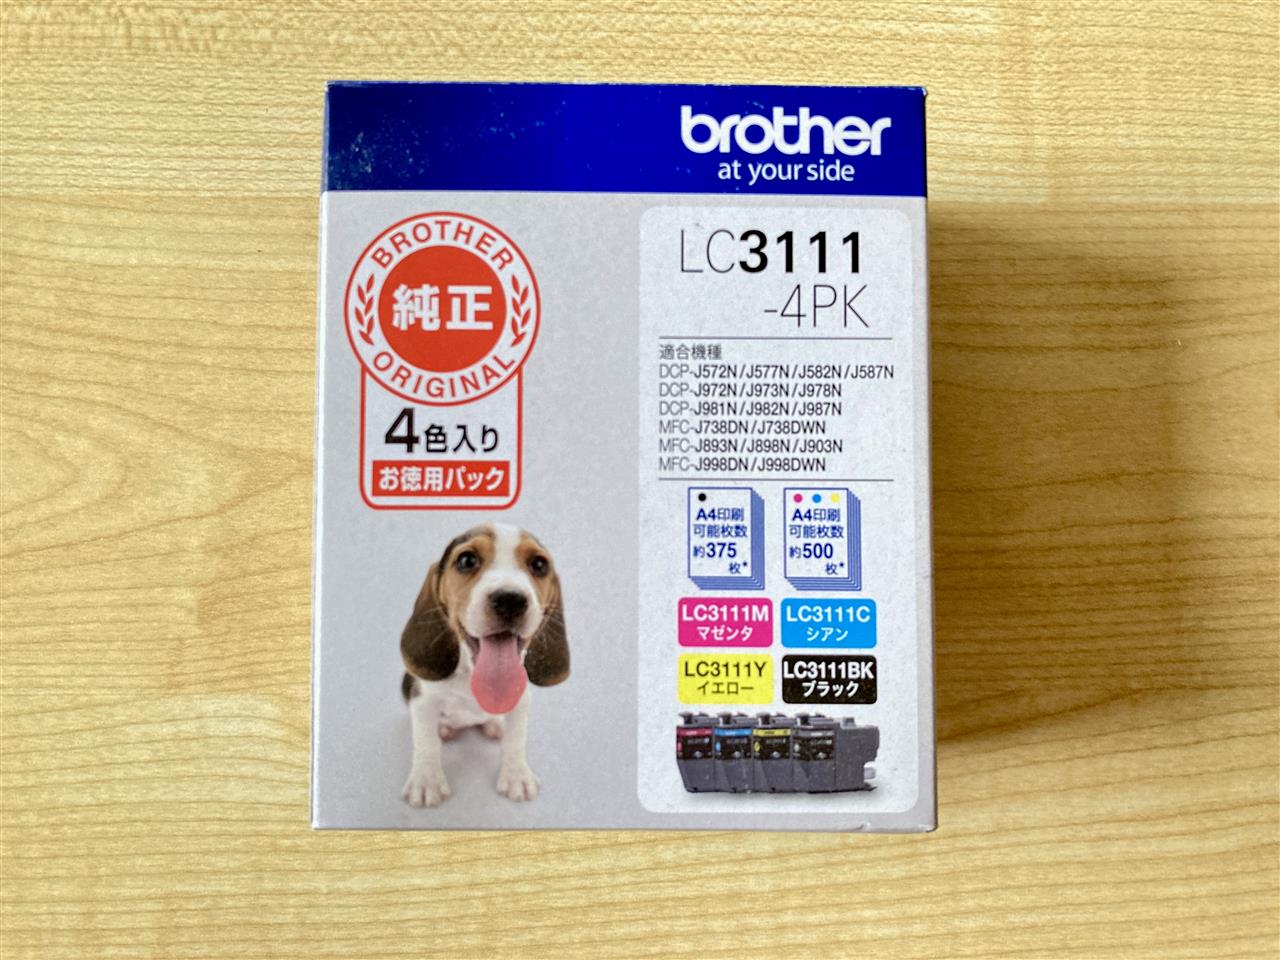 brother
at your side
BROTHER
純正
ORIGINAL
4色入り
お徳用パック
LC3111
-4PK
適合機種
DCP-J572N/J577N/J582N/J587N
DCP-J972N/J973N/J978N
DCP-J981N/J982N/J987N
MFC-J738DN/J738DWN
MFC-J893N/J898N/J903N
MFC-J998DN/J998DWN
A4印刷
可能枚数
約375
枚*
A4印刷
可能枚数
約500
枚*
LC3111M
マゼンタ
LC3111C
シアン
LC3111Y
イエロー
LC3111BK
ブラック